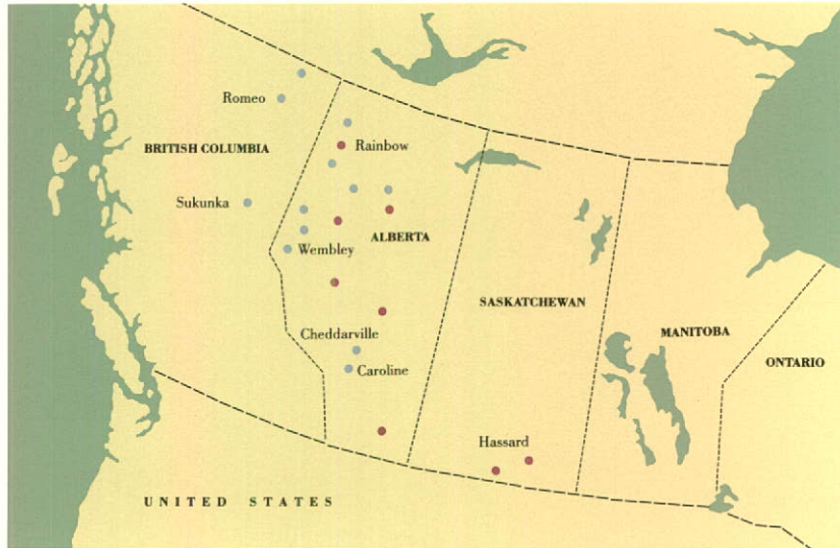 Romeo
BRITISH COLUMBIA
Rainbow
Sukunka
ALBERTA
Wembley
SASKATCHEWAN
Cheddarville
MANITOBA
Caroline
ONTARIO
Hassard
UNITED STATES